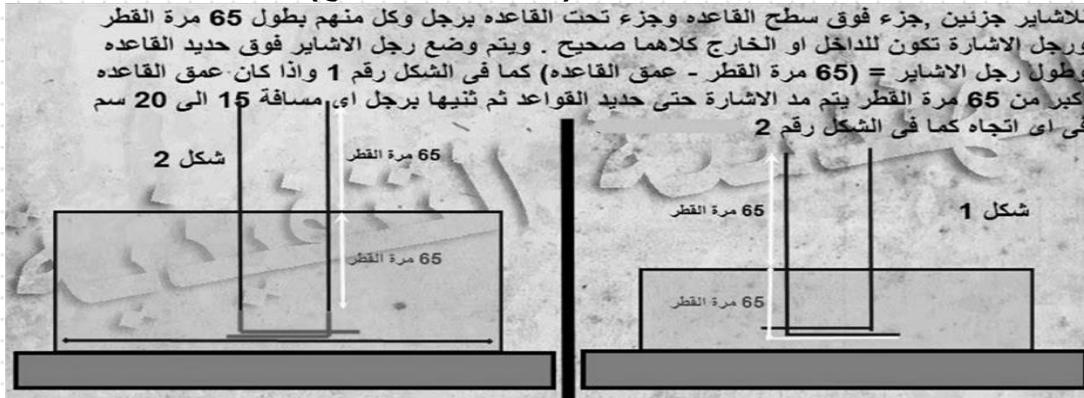 للاشاير جزئين ,جزء فوق سطح القاعده وجزء تحت القاعده برجل وكل منهم بطول 65 مرة القطر
ورجل الاشارة تكون للداخل او الخارج كلاهما صحيح . ويتم وضع رجل الاشاير فوق حديد القاعده
وطول رجل الاشاير = (65 مرة القطر - عمق القاعده) كما فى الشكل رقم 1 واذا كان عمق القاعده
اكبر من 65 مرة القطر يتم مد الاشارة حتى حديد القواعد ثم ثنيها برجل اى مسافة 15 الى 20 سم
فى اى اتجاه كما فى الشكل رقم 2
شكل 1
65 مرة القطر
65 مرة القطر
شكل 2
65 مرة القطر
65 مرة القطر